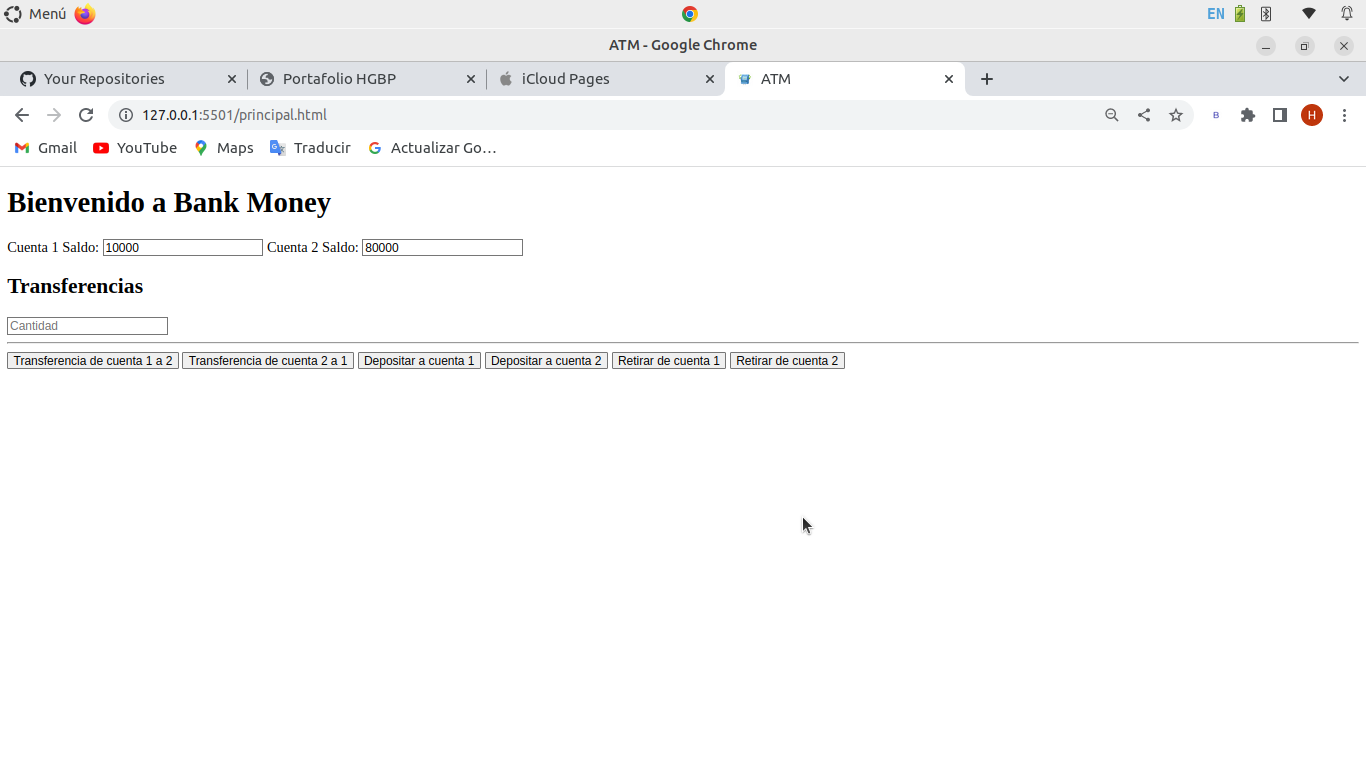 Menú EN
ATM - Google Chrome
Your Repositories Portafolio HGBP iCloud Pages ATM
127.0.0.1:5501/principal.html B H
Gmail YouTube Maps Traducir Actualizar Go…
Bienvenido a Bank Money
Cuenta 1 Saldo: 10000 Cuenta 2 Saldo: 80000
Transferencias
Cantidad
Transferencia de cuenta 1 a 2 Transferencia de cuenta 2 a 1 Depositar a cuenta 1 Depositar a cuenta 2 Retirar de cuenta 1 Retirar de cuenta 2